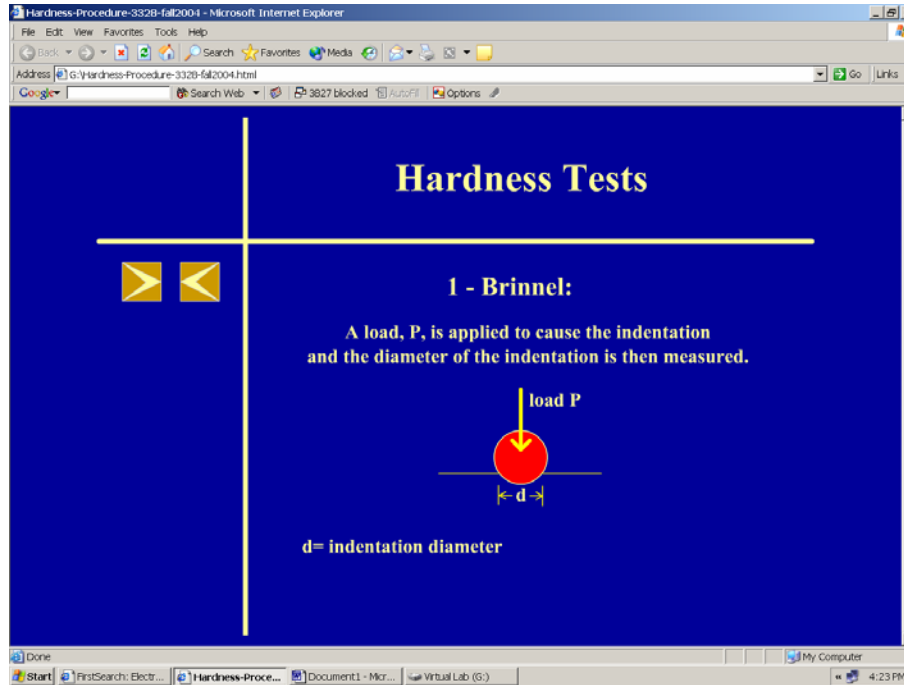 Hardness-Procedure-3328-fall2004 - Microsoft Internet Explorer
File Edit View Favorites Tools Help
Back Search Favorites Media
Address G:\Hardness-Procedure-3328-fall2004.html Go Links
Google Search Web 3827 blocked AutoFill Options
Hardness Tests
1 - Brinnel:
A load, P, is applied to cause the indentation
and the diameter of the indentation is then measured.
load P
d
d= indentation diameter
Done My Computer
Start FirstSearch: Electr... Hardness-Proce... Document1 - Micr... Virtual Lab (G:) 4:23 PM